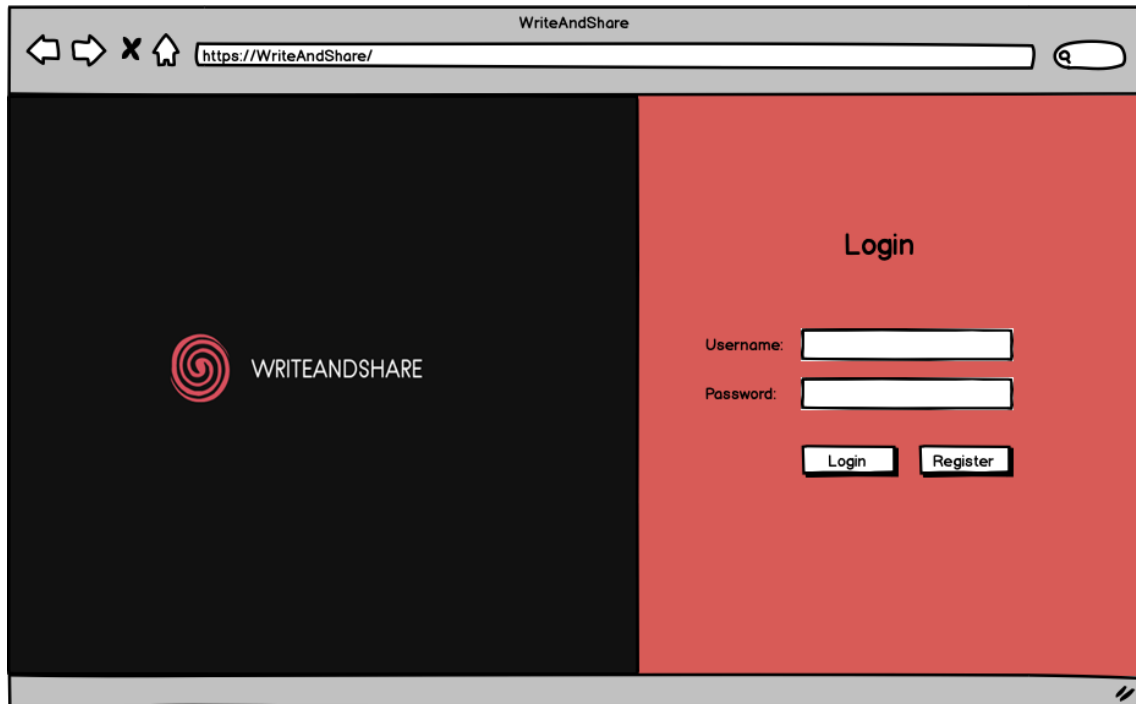 WriteAndShare
https://WriteAndShare/
WRITEANDSHARE
Login
Username:
Password:
Login Register